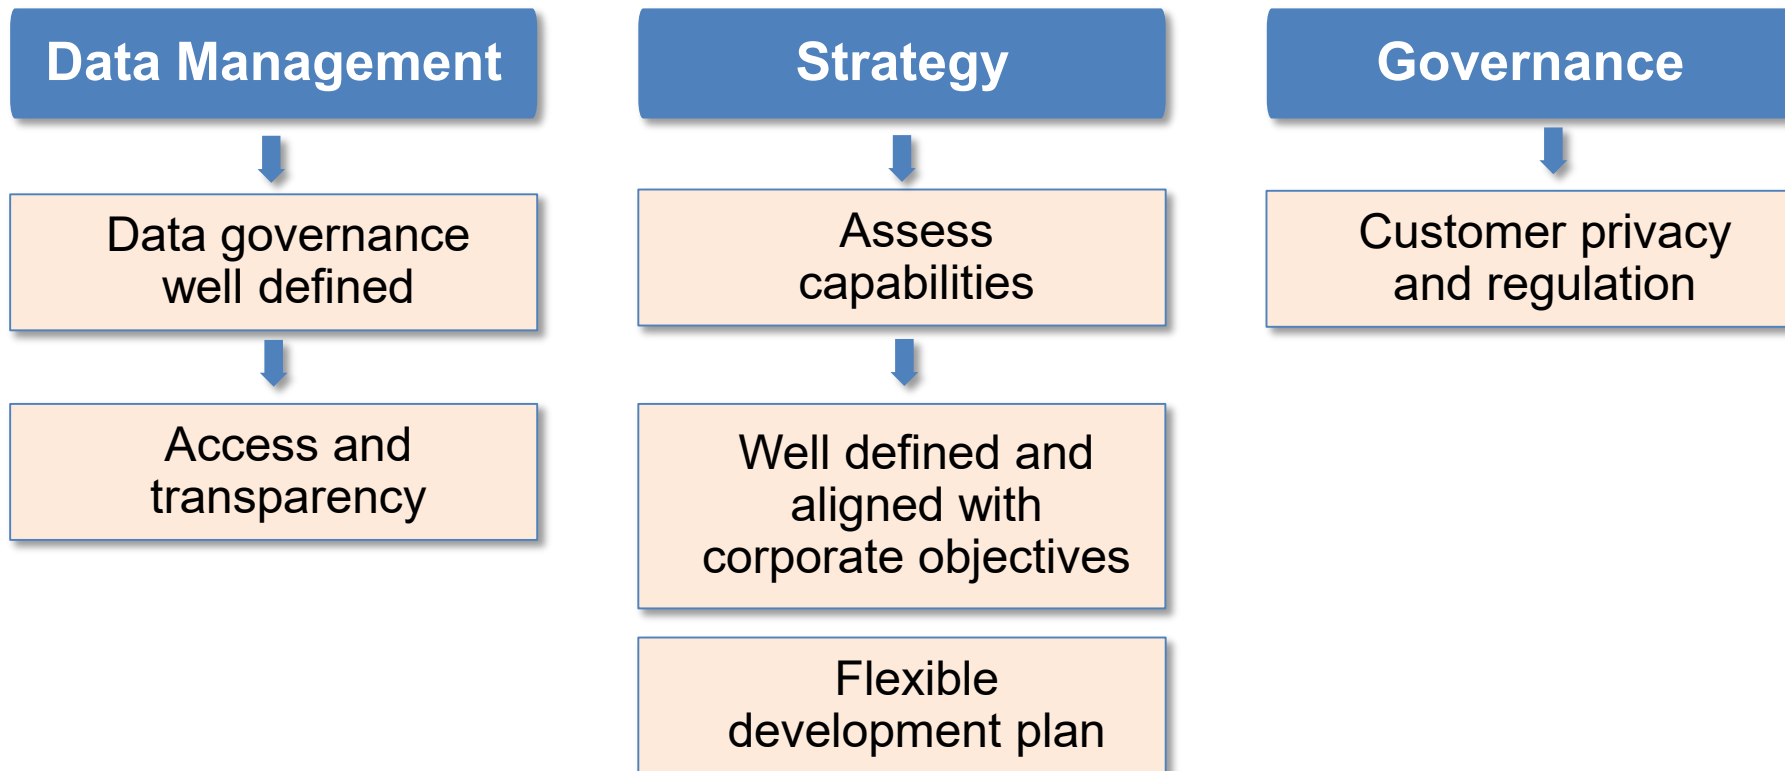 Data Management
Data governance
well defined
Access and
transparency
Strategy
Assess
capabilities
Well defined and
aligned with
corporate objectives
Flexible
development plan
Governance
Customer privacy
and regulation